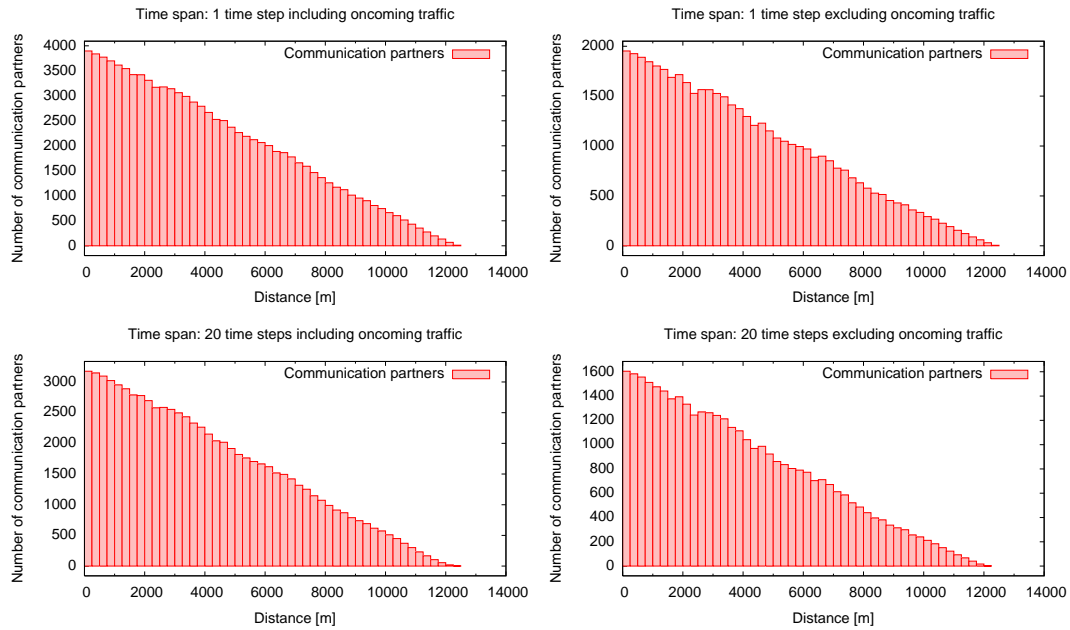 Time span: 1 time step including oncoming traffic
Number of communication partners
4000
3500
3000
2500
2000
1500
1000
500
0
Communication partners
0 2000 4000 6000 8000 10000 12000 14000
Distance [m]
Time span: 1 time step excluding oncoming traffic
Number of communication partners
2000
1500
1000
500
0
Communication partners
0 2000 4000 6000 8000 10000 12000 14000
Distance [m]
Time span: 20 time steps including oncoming traffic
Number of communication partners
3000
2500
2000
1500
1000
500
0
Communication partners
0 2000 4000 6000 8000 10000 12000 14000
Distance [m]
Time span: 20 time steps excluding oncoming traffic
Number of communication partners
1600
1400
1200
1000
800
600
400
200
0
Communication partners
0 2000 4000 6000 8000 10000 12000 14000
Distance [m]